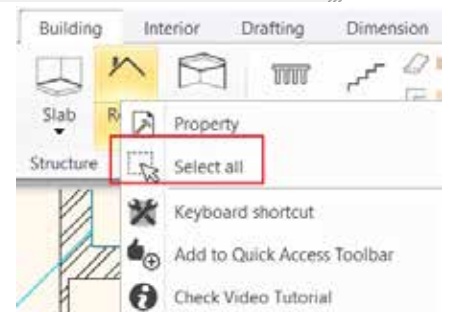 Building Interior Drafting Dimension
Slab
Structure
Property
Select all
Keyboard shortcut
Add to Quick Access Toolbar
Check Video Tutorial